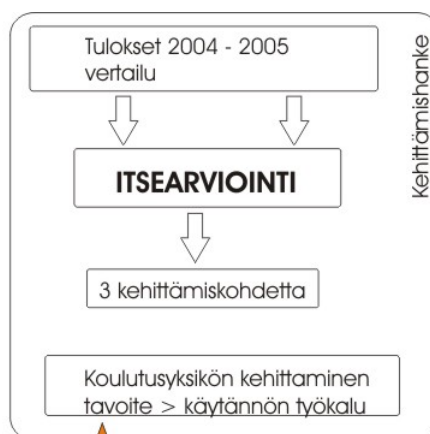 Tulokset 2004 - 2005
vertailu
Kehittämishanke
ITSEARVIOINTI
3 kehittämiskohdetta
Koulutusyksikön kehittaminen
tavoite > käytännön työkalu